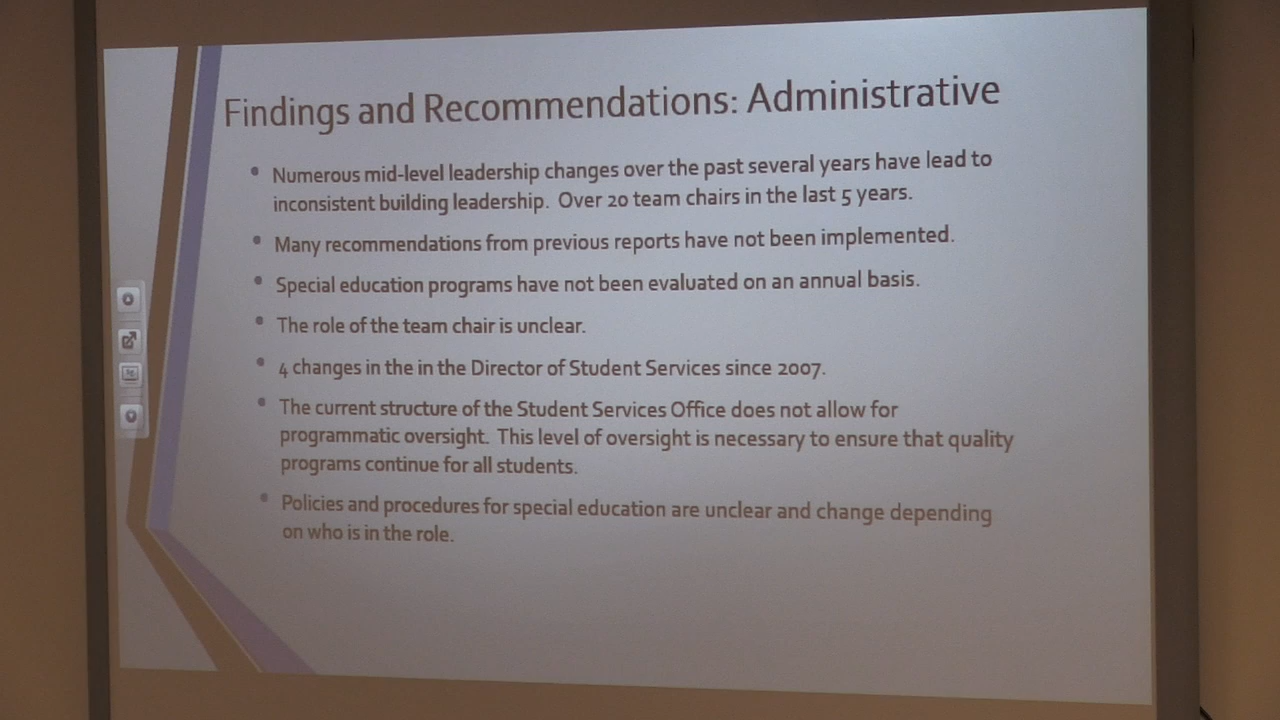 Findings and Recommendations: Administrative
• Numerous mid-level leadership changes over the past several years have lead to
inconsistent building leadership. Over 20 team chairs in the last 5 years.
• Many recommendations from previous reports have not been implemented.
• Special education programs have not been evaluated on an annual basis.
• The role of the team chair is unclear.
• 4 changes in the in the Director of Student Services since 2007.
• The current structure of the Student Services Office does not allow for
programmatic oversight. This level of oversight is necessary to ensure that quality
programs continue for all students.
• Policies and procedures for special education are unclear and change depending
on who is in the role.